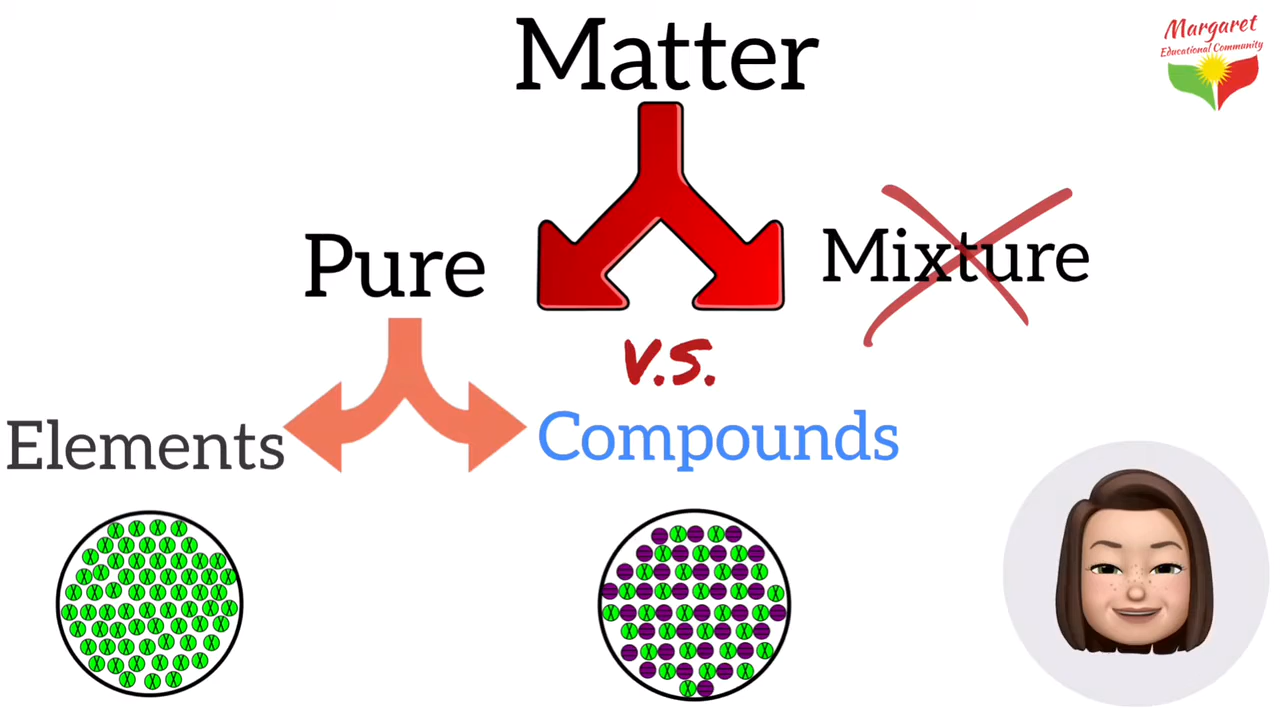 Matter
Margaret
Educational Community
Pure
Mixture
v.s.
Elements
Compounds